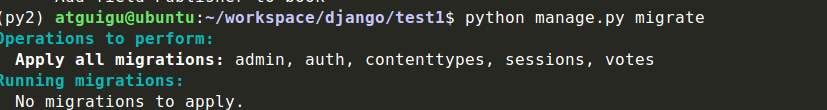 Add field Publisher to book
(py2) atguigu@ubuntu:~/workspace/django/test1$ python manage.py migrate
Operations to perform:
Apply all migrations: admin, auth, contenttypes, sessions, votes
Running migrations:
No migrations to apply.